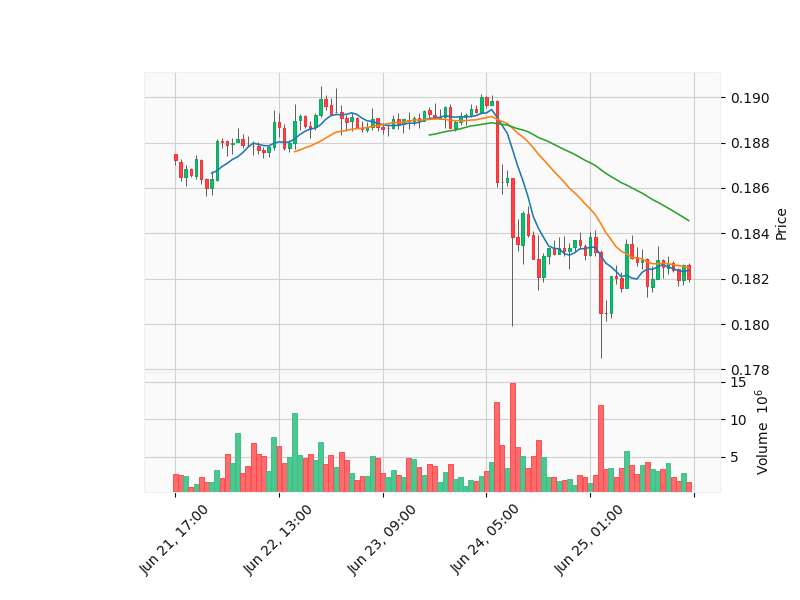 0.190
0.188
0.186
0.184
0.182
0.180
0.178
Price
15
10
5
Volume 10⁶
Jun 21, 17:00
Jun 22, 13:00
Jun 23, 09:00
Jun 24, 05:00
Jun 25, 01:00